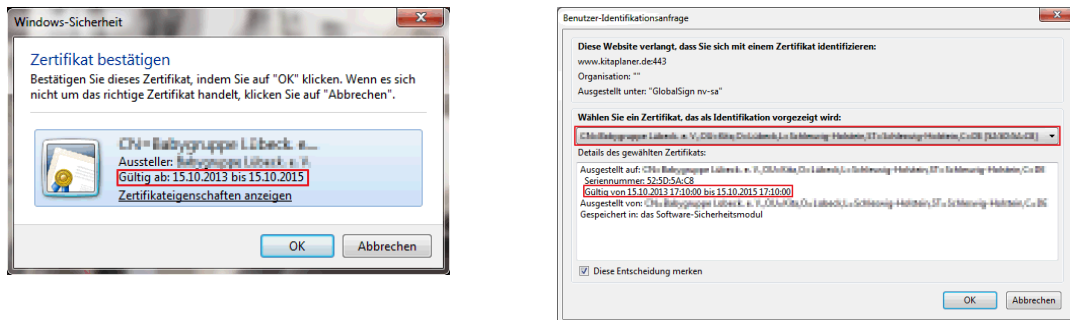 Windows-Sicherheit
Zertifikat bestätigen
Bestätigen Sie dieses Zertifikat, indem Sie auf "OK" klicken. Wenn es sich
nicht um das richtige Zertifikat handelt, klicken Sie auf "Abbrechen".
Aussteller:
Gültig ab: 15.10.2013 bis 15.10.2015
Zertifikateigenschaften anzeigen
OK
Abbrechen
Benutzer-Identifikationsanfrage
Diese Website verlangt, dass Sie sich mit einem Zertifikat identifizieren:
www.kitaplaner.de:443
Organisation: ""
Ausgestellt unter: "GlobalSign nv-sa"
Wählen Sie ein Zertifikat, das als Identifikation vorgezeigt wird:
Details des gewählten Zertifikats:
Ausgestellt auf:
Seriennummer: 52:5D:5A:C8
Gültig von 15.10.2013 17:10:00 bis 15.10.2015 17:10:00
Ausgestellt von:
Gespeichert in: das Software-Sicherheitsmodul
Diese Entscheidung merken
OK
Abbrechen